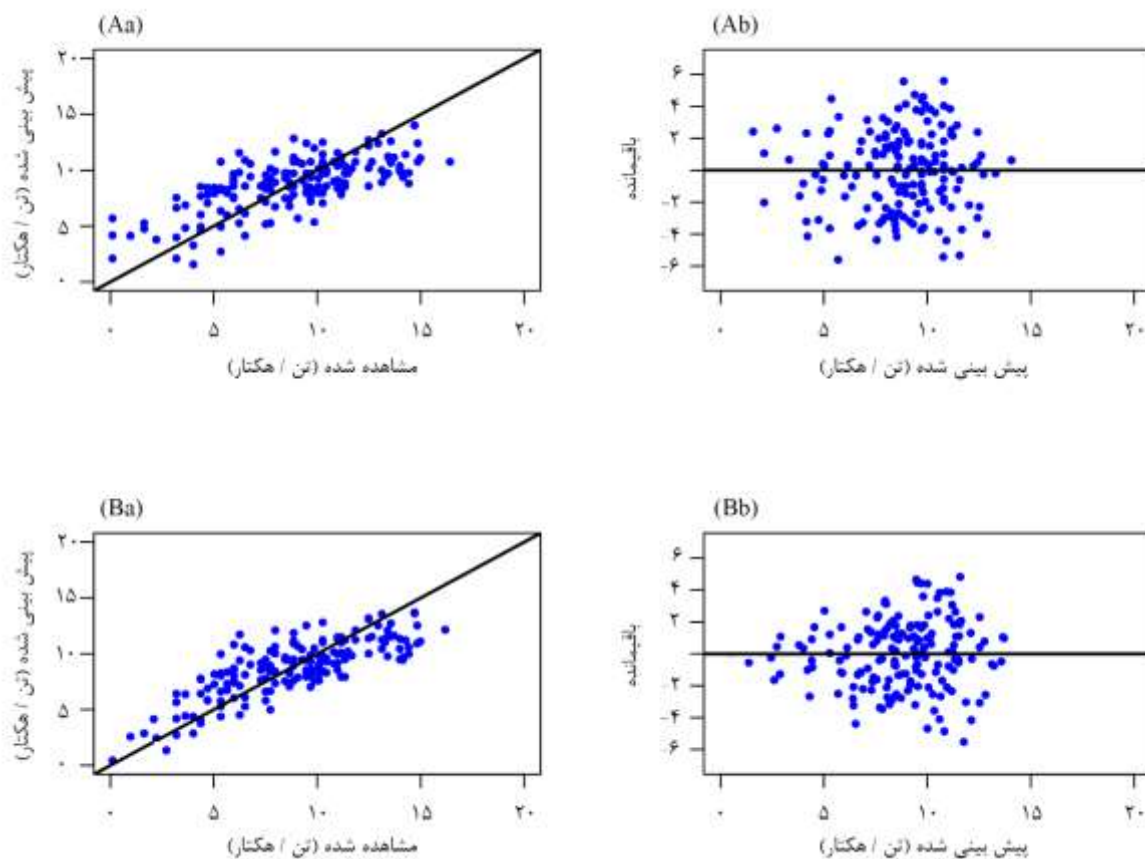 (Aa)
پیش بینی شده (تن / هکتار)
۲۰
۱۵
۱۰
۵
۰
۰ ۵ ۱۰ ۱۵ ۲۰
مشاهده شده (تن / هکتار)
(Ab)
باقیمانده
۶
۴
۲
-۲
-۴
-۶
۰ ۵ ۱۰ ۱۵ ۲۰
پیش بینی شده (تن / هکتار)
(Ba)
پیش بینی شده (تن / هکتار)
۲۰
۱۵
۱۰
۵
۰
۰ ۵ ۱۰ ۱۵ ۲۰
مشاهده شده (تن / هکتار)
(Bb)
باقیمانده
۶
۴
۲
-۲
-۴
-۶
۰ ۵ ۱۰ ۱۵ ۲۰
پیش بینی شده (تن / هکتار)